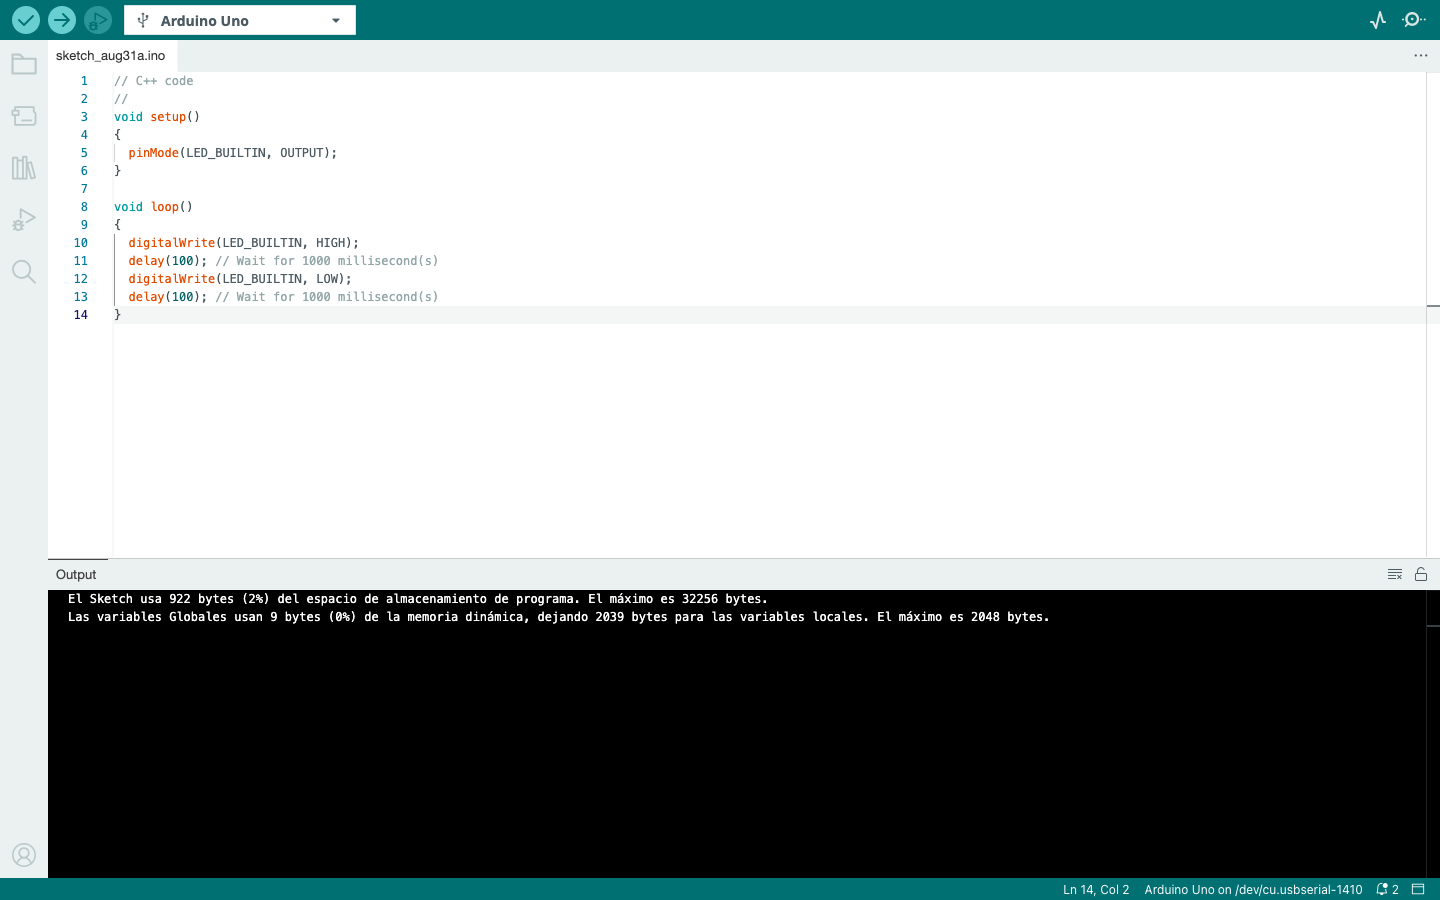 Arduino Uno
sketch_aug31a.ino
1 // C++ code
2 //
3 void setup()
4 {
5 pinMode(LED_BUILTIN, OUTPUT);
6 }
7
8 void loop()
9 {
10 digitalWrite(LED_BUILTIN, HIGH);
11 delay(100); // Wait for 1000 millisecond(s)
12 digitalWrite(LED_BUILTIN, LOW);
13 delay(100); // Wait for 1000 millisecond(s)
14 }
Output
El Sketch usa 922 bytes (2%) del espacio de almacenamiento de programa. El máximo es 32256 bytes.
Las variables Globales usan 9 bytes (0%) de la memoria dinámica, dejando 2039 bytes para las variables locales. El máximo es 2048 bytes.
Ln 14, Col 2 Arduino Uno on /dev/cu.usbserial-1410 2